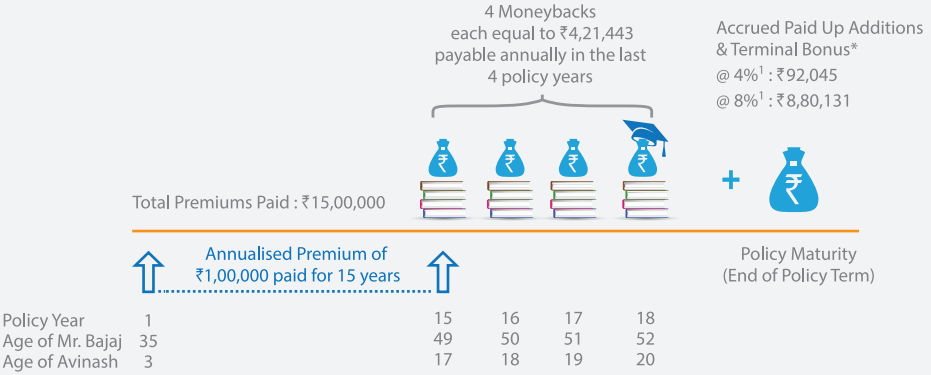 4 Moneybacks
each equal to ₹4,21,443
payable annually in the last
4 policy years
Accrued Paid Up Additions
& Terminal Bonus*
@ 4%¹ : ₹92,045
@ 8%¹ : ₹8,80,131
₹ ₹ ₹ ₹ + ₹
Total Premiums Paid : ₹15,00,000
Annualised Premium of
₹1,00,000 paid for 15 years
Policy Maturity
(End of Policy Term)
Policy Year 1 15 16 17 18
Age of Mr. Bajaj 35 49 50 51 52
Age of Avinash 3 17 18 19 20